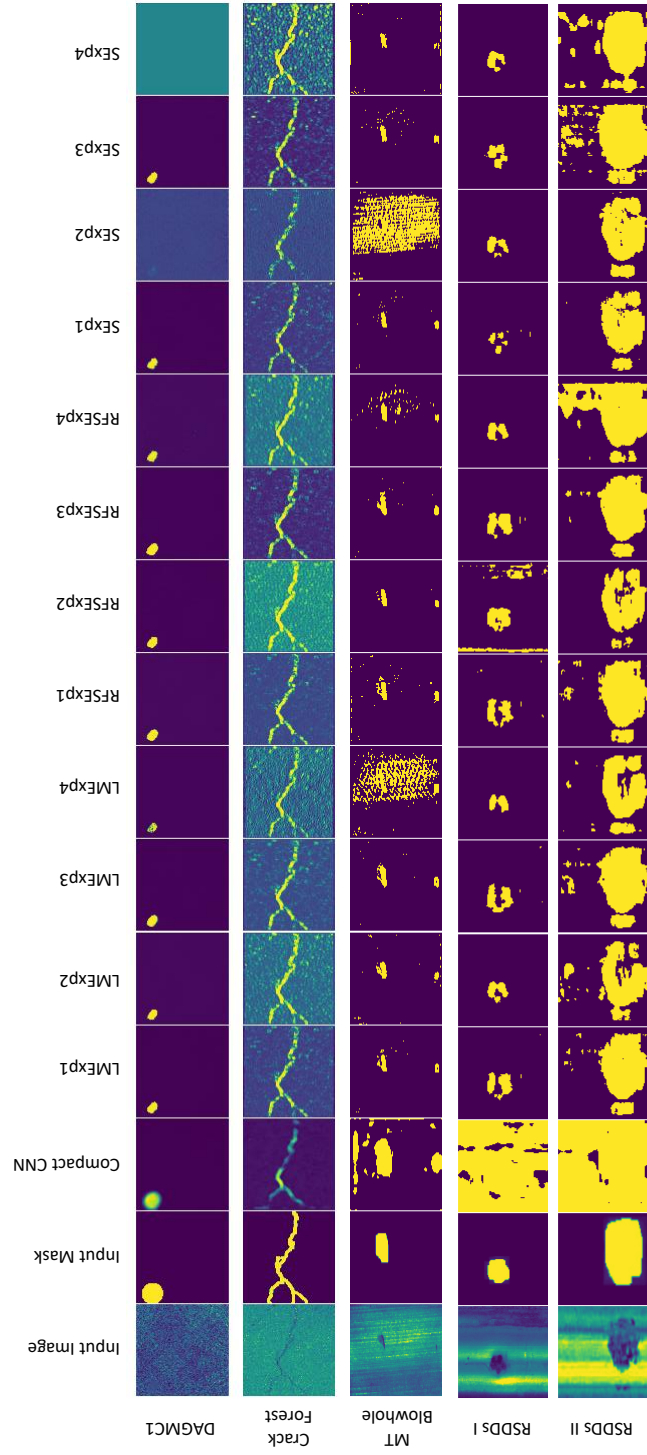 RSDDs II
RSDDs I
MT
Blowhole
Crack
Forest
DAGMC1
Input Image
Input Mask
Compact CNN
LMExp1
LMExp2
LMExp3
LMExp4
RFSExp1
RFSExp2
RFSExp3
RFSExp4
SExp1
SExp2
SExp3
SExp4